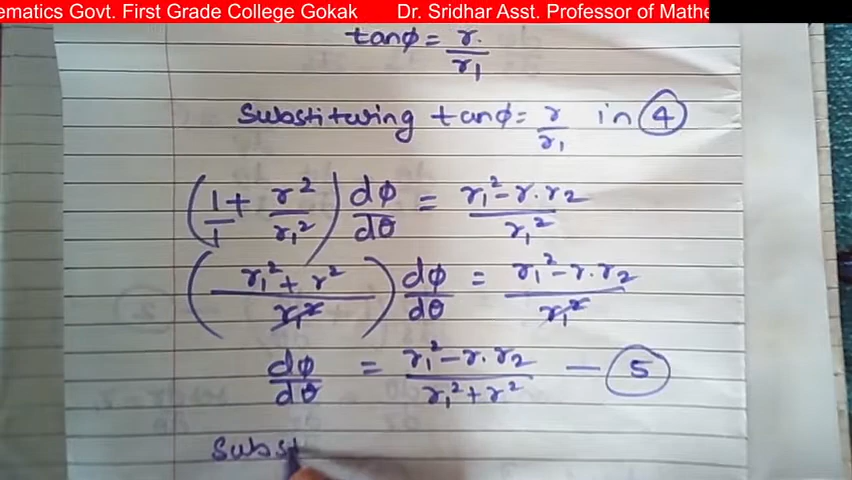 ematics Govt. First Grade College Gokak Dr. Sridhar Asst. Professor of Mathe
tanφ = r/r₁
Substituring tanφ = r/r₁ in ④
(1/1 + r²/r₁²) dφ/dθ = (r₁² - r.r₂)/r₁²
((r₁² + r²)/r₁²) dφ/dθ = (r₁² - r.r₂)/r₁²
dφ/dθ = (r₁² - r.r₂)/(r₁² + r²) — ⑤
Subst